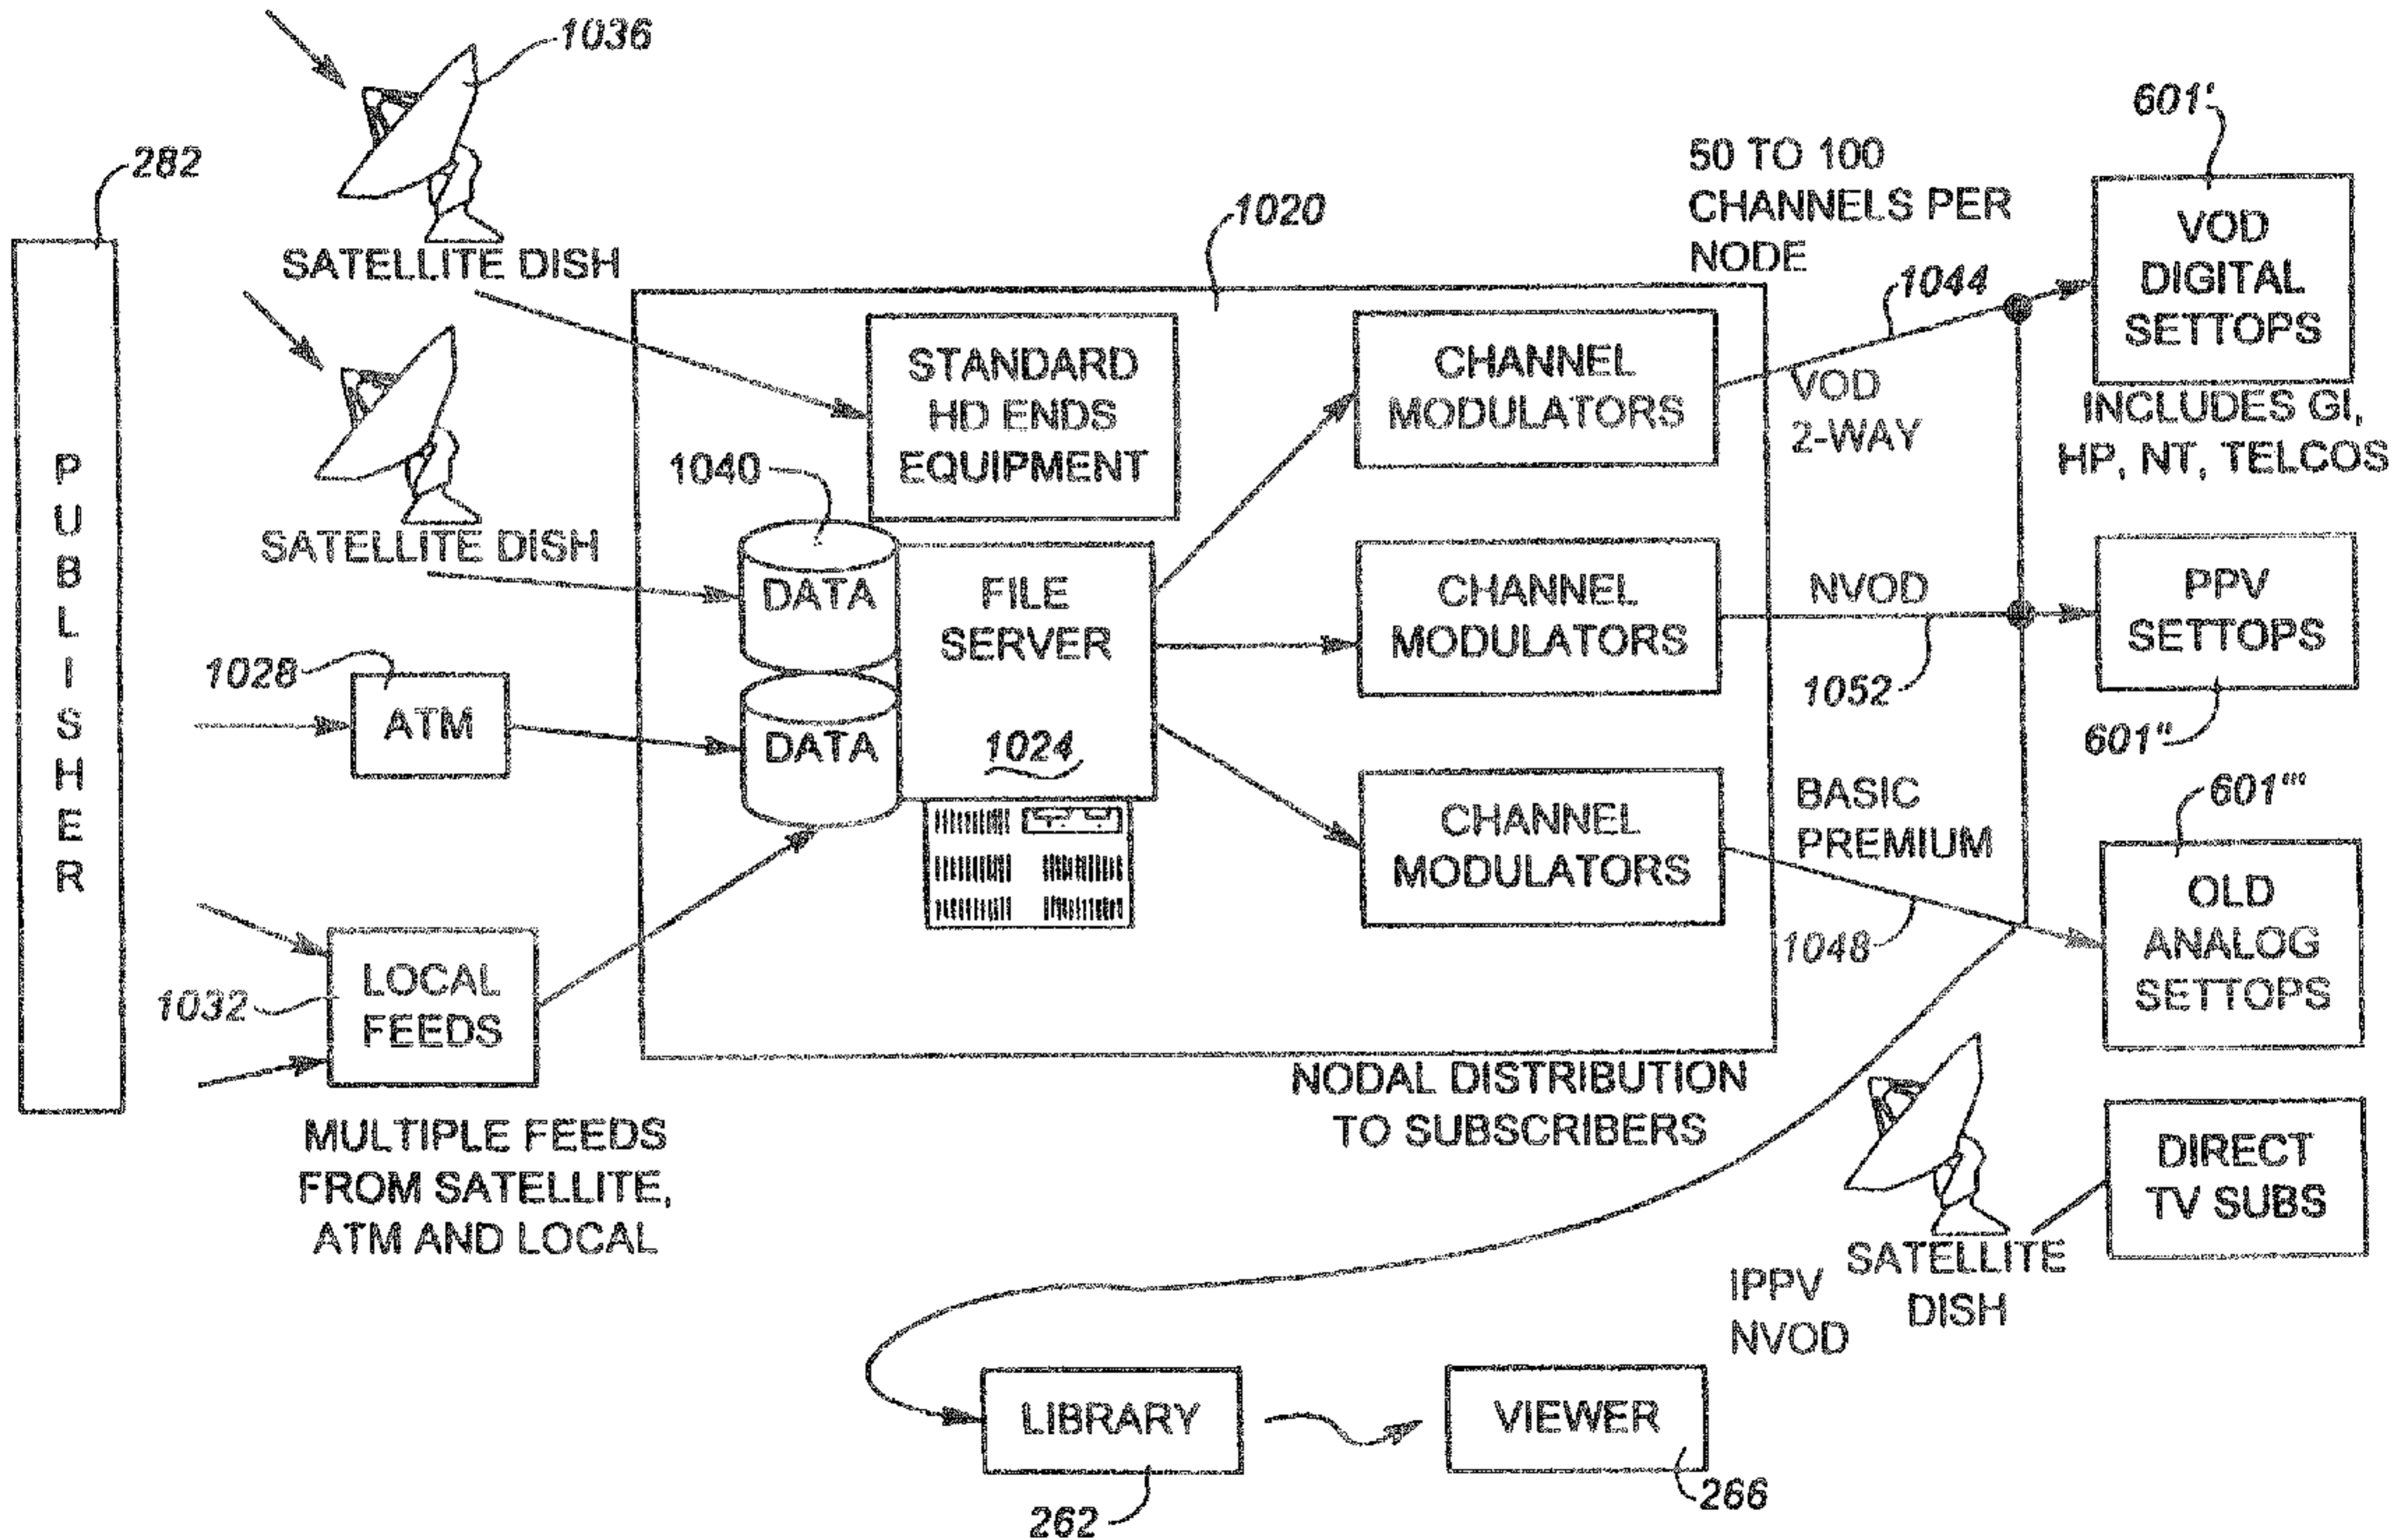 1036
282
SATELLITE DISH
SATELLITE DISH
1028
ATM
1032
LOCAL
FEEDS
MULTIPLE FEEDS
FROM SATELLITE,
ATM AND LOCAL
PUBLISHER
1020
STANDARD
HD ENDS
EQUIPMENT
1040
DATA
DATA
FILE
SERVER
1024
CHANNEL
MODULATORS
CHANNEL
MODULATORS
CHANNEL
MODULATORS
NODAL DISTRIBUTION
TO SUBSCRIBERS
50 TO 100
CHANNELS PER
NODE
1044
VOD
2-WAY
NVOD
1052
BASIC
PREMIUM
1048
601'
VOD
DIGITAL
SETTOPS
INCLUDES GI,
HP, NT, TELCOS
PPV
SETTOPS
601"
601'"
OLD
ANALOG
SETTOPS
DIRECT
TV SUBS
SATELLITE
DISH
IPPV
NVOD
LIBRARY
262
VIEWER
266